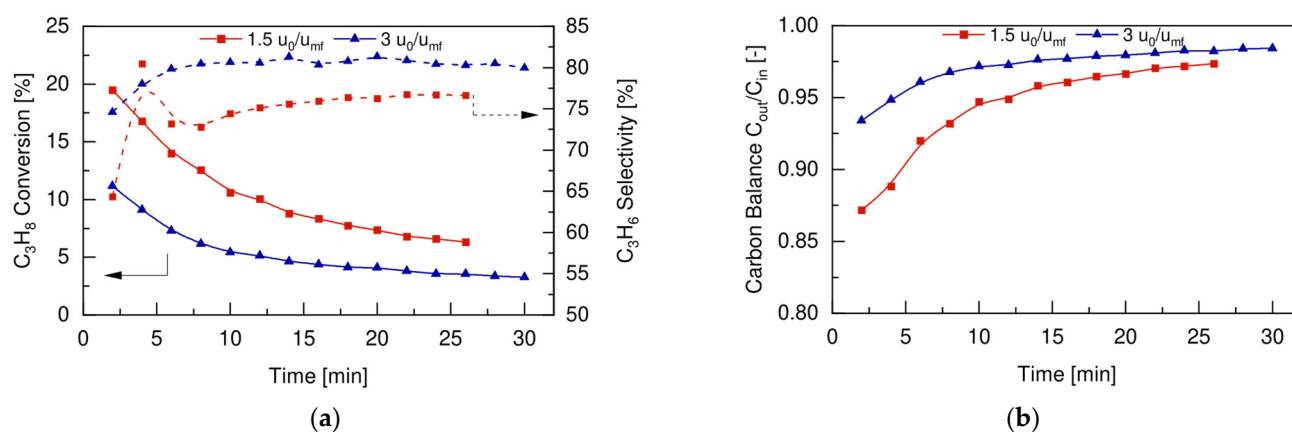 (a)
1.5 u0/umf
3 u0/umf
C3H8 Conversion [%]
25
20
15
10
5
0
C3H6 Selectivity [%]
85
80
75
70
65
60
55
50
0 5 10 15 20 25 30
Time [min]
(b)
1.5 u0/umf
3 u0/umf
Carbon Balance Cout/Cin [-]
1.00
0.95
0.90
0.85
0.80
0 5 10 15 20 25 30
Time [min]